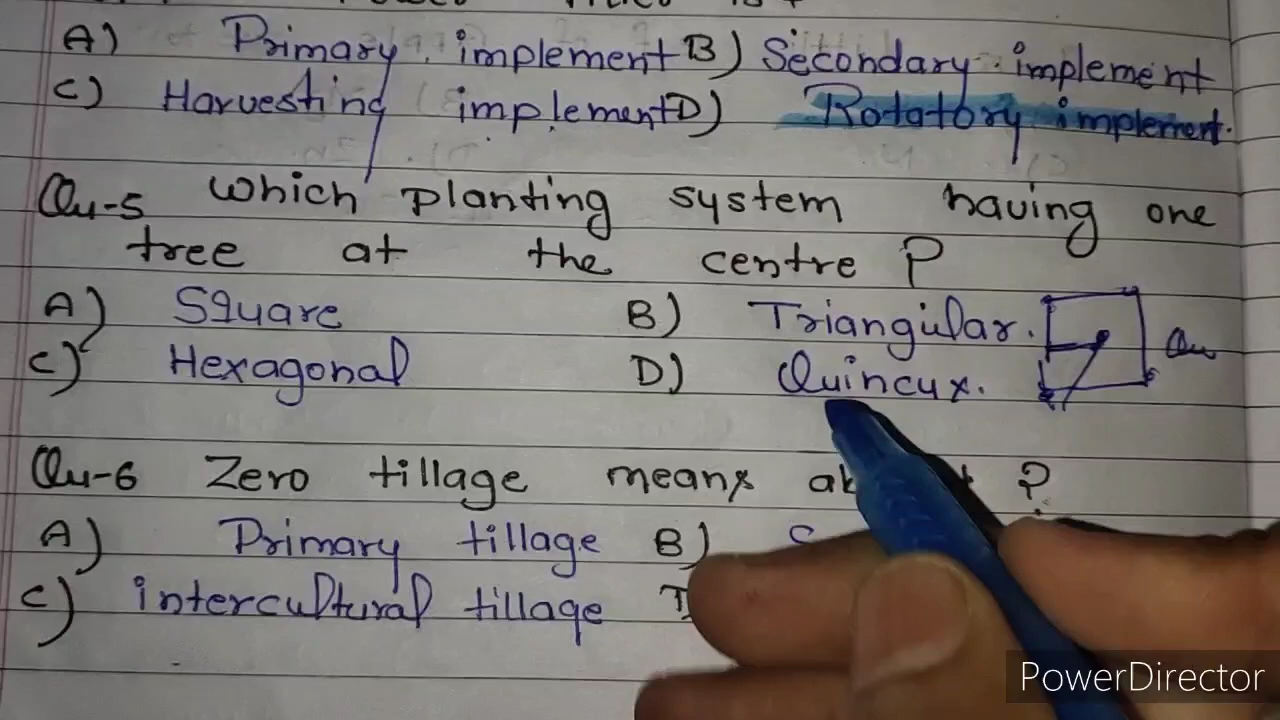 A) Primary implement B) Secondary implement
C) Harvesting implement D) Rotatory implement.
Qu-5 which planting system having one
tree at the centre ?
A) Square B) Triangular.
C) Hexagonal D) Quincux.
Qu-6 Zero tillage means ?
A) Primary tillage B)
C) intercultural tillage
PowerDirector